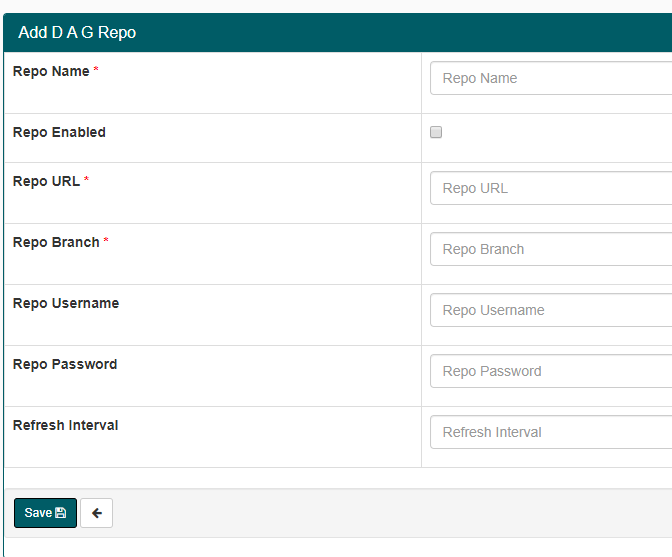 Add D A G Repo
Repo Name *
Repo Name
Repo Enabled
Repo URL *
Repo URL
Repo Branch *
Repo Branch
Repo Username
Repo Username
Repo Password
Repo Password
Refresh Interval
Refresh Interval
Save